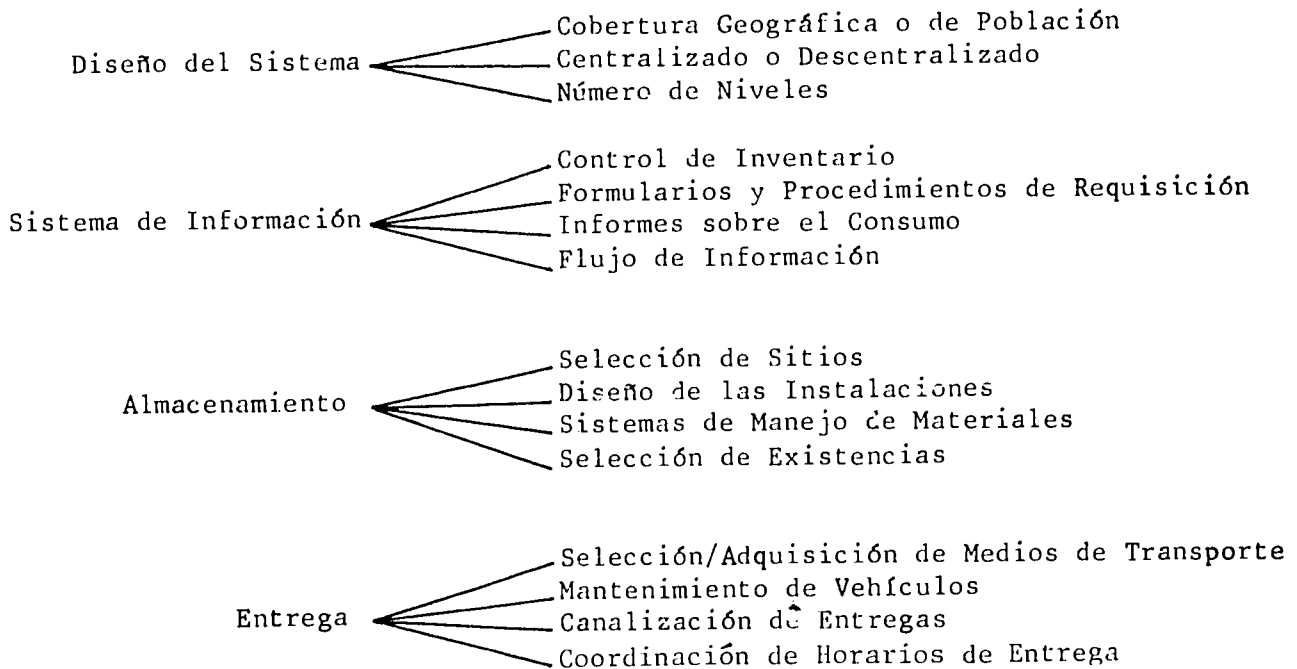 Diseño del Sistema
Cobertura Geográfica o de Población
Centralizado o Descentralizado
Número de Niveles
Sistema de Información
Control de Inventario
Formularios y Procedimientos de Requisición
Informes sobre el Consumo
Flujo de Información
Almacenamiento
Selección de Sitios
Diseño de las Instalaciones
Sistemas de Manejo de Materiales
Selección de Existencias
Entrega
Selección/Adquisición de Medios de Transporte
Mantenimiento de Vehículos
Canalización de Entregas
Coordinación de Horarios de Entrega